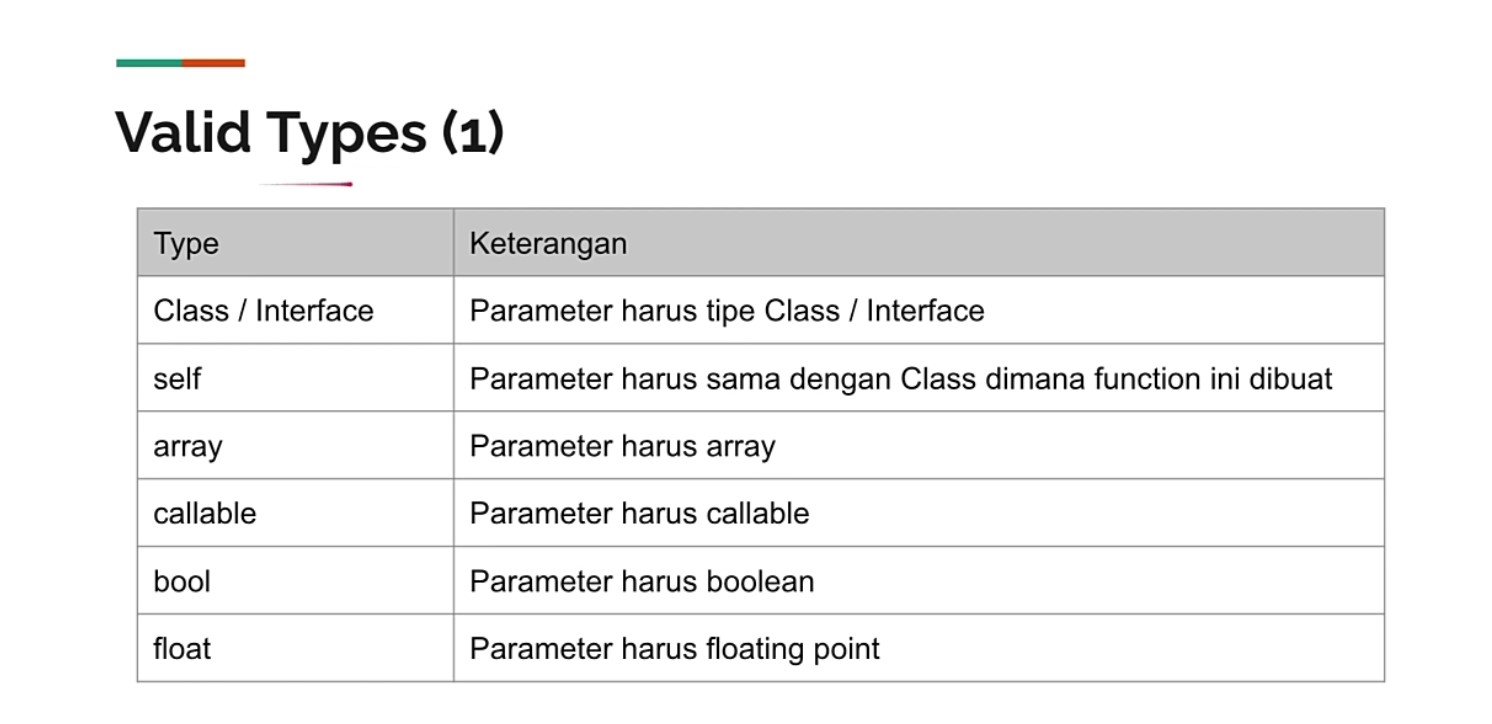 Valid Types (1)
Type Keterangan
Class / Interface Parameter harus tipe Class / Interface
self Parameter harus sama dengan Class dimana function ini dibuat
array Parameter harus array
callable Parameter harus callable
bool Parameter harus boolean
float Parameter harus floating point